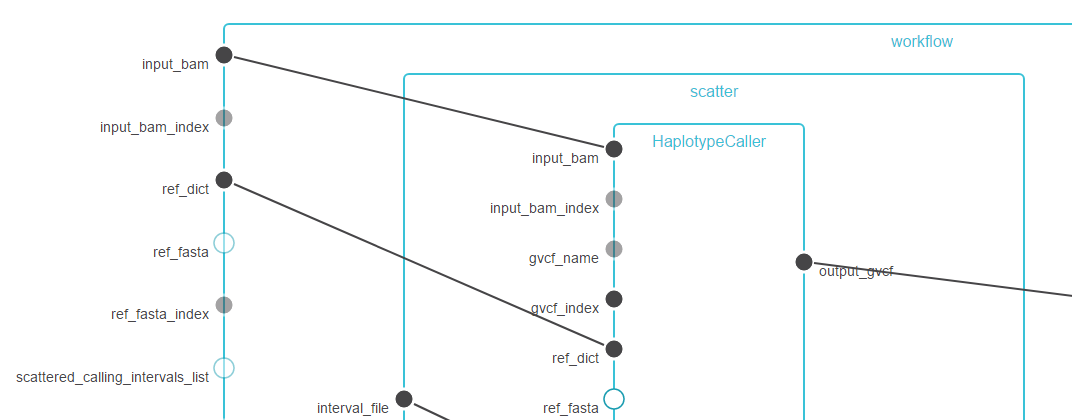 workflow
input_bam
scatter
input_bam_index
HaplotypeCaller
input_bam
ref_dict
input_bam_index
ref_fasta
gvcf_name
output_gvcf
ref_fasta_index
gvcf_index
ref_dict
scattered_calling_intervals_list
interval_file
ref_fasta